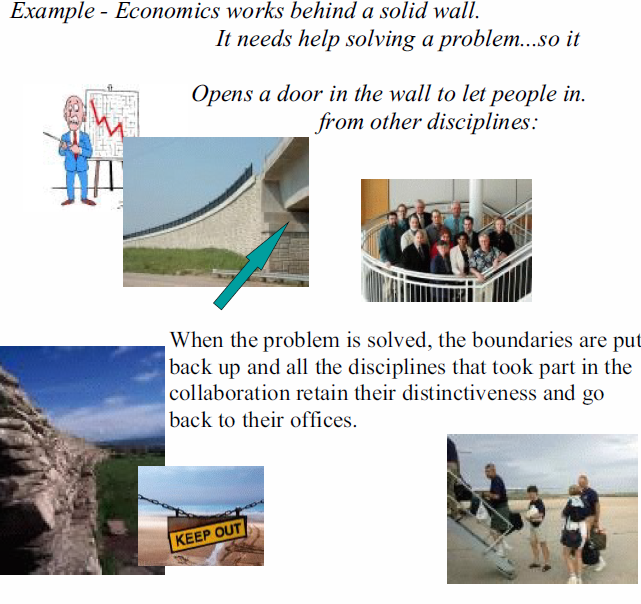 Example - Economics works behind a solid wall.
It needs help solving a problem...so it
Opens a door in the wall to let people in.
from other disciplines:
When the problem is solved, the boundaries are put
back up and all the disciplines that took part in the
collaboration retain their distinctiveness and go
back to their offices.
KEEP OUT